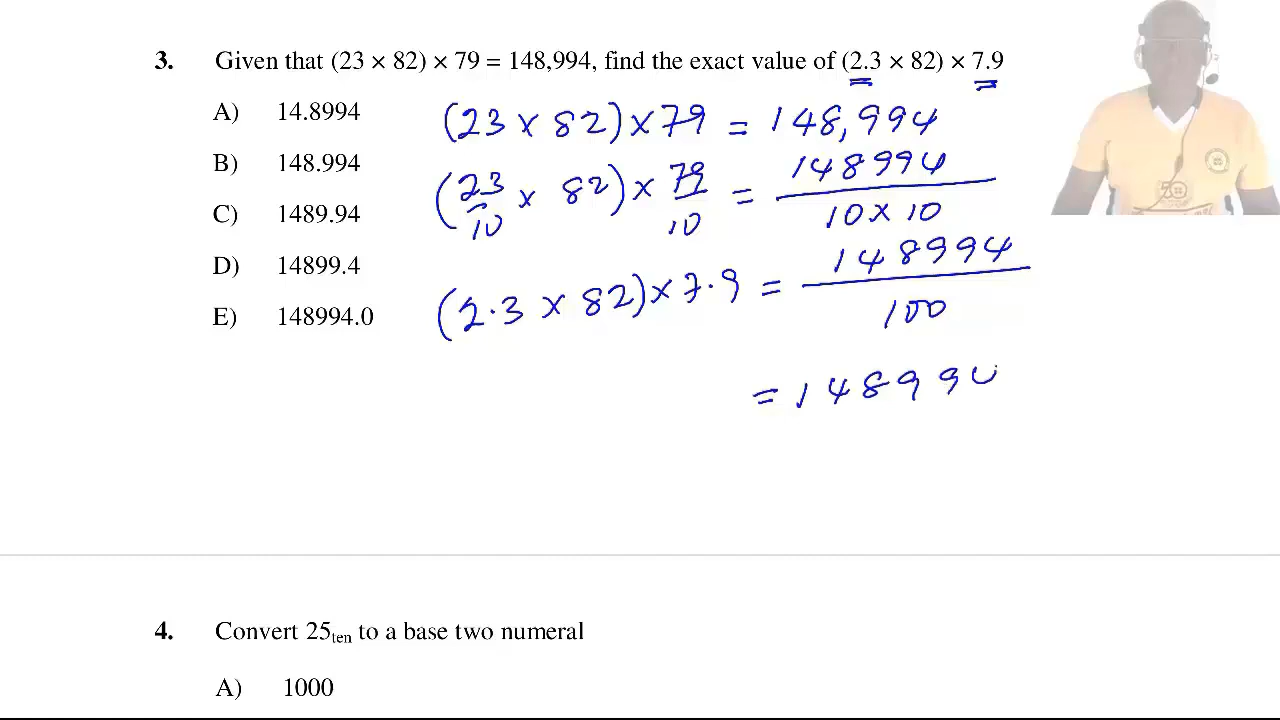 3. Given that (23 × 82) × 79 = 148,994, find the exact value of (2.3 × 82) × 7.9
A) 14.8994
B) 148.994
C) 1489.94
D) 14899.4
E) 148994.0
(23 × 82) × 79 = 148,994
(23/10 × 82) × 79/10 = 148994/10 × 10
(2.3 × 82) × 7.9 = 148994/100
= 14899
4. Convert 25ten to a base two numeral
A) 1000